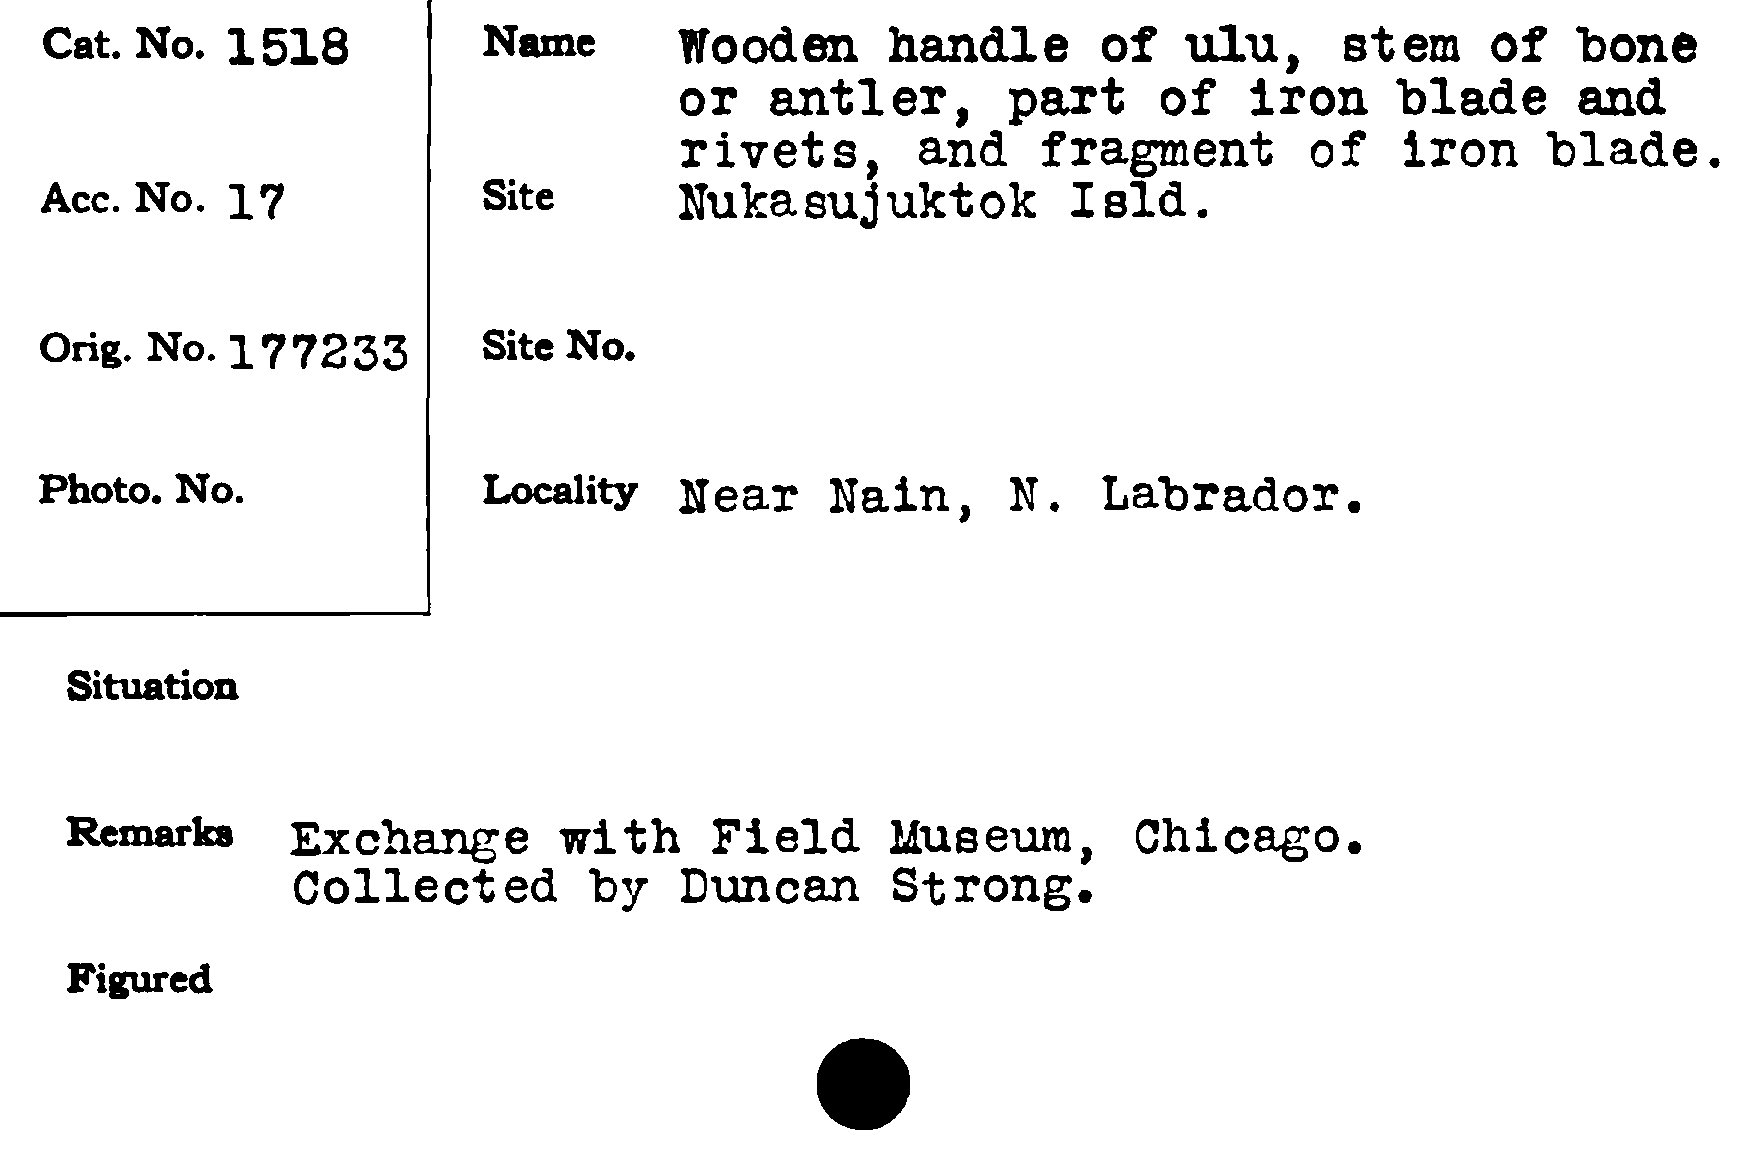 Cat. No. 1518
Name Wooden handle of ulu, stem of bone
or antler, part of iron blade and
rivets, and fragment of iron blade.
Acc. No. 17
Site Nukasujuktok Isld.
Orig. No. 177233
Site No.
Photo. No.
Locality Near Nain, N. Labrador.
Situation
Remarks Exchange with Field Museum, Chicago.
Collected by Duncan Strong.
Figured